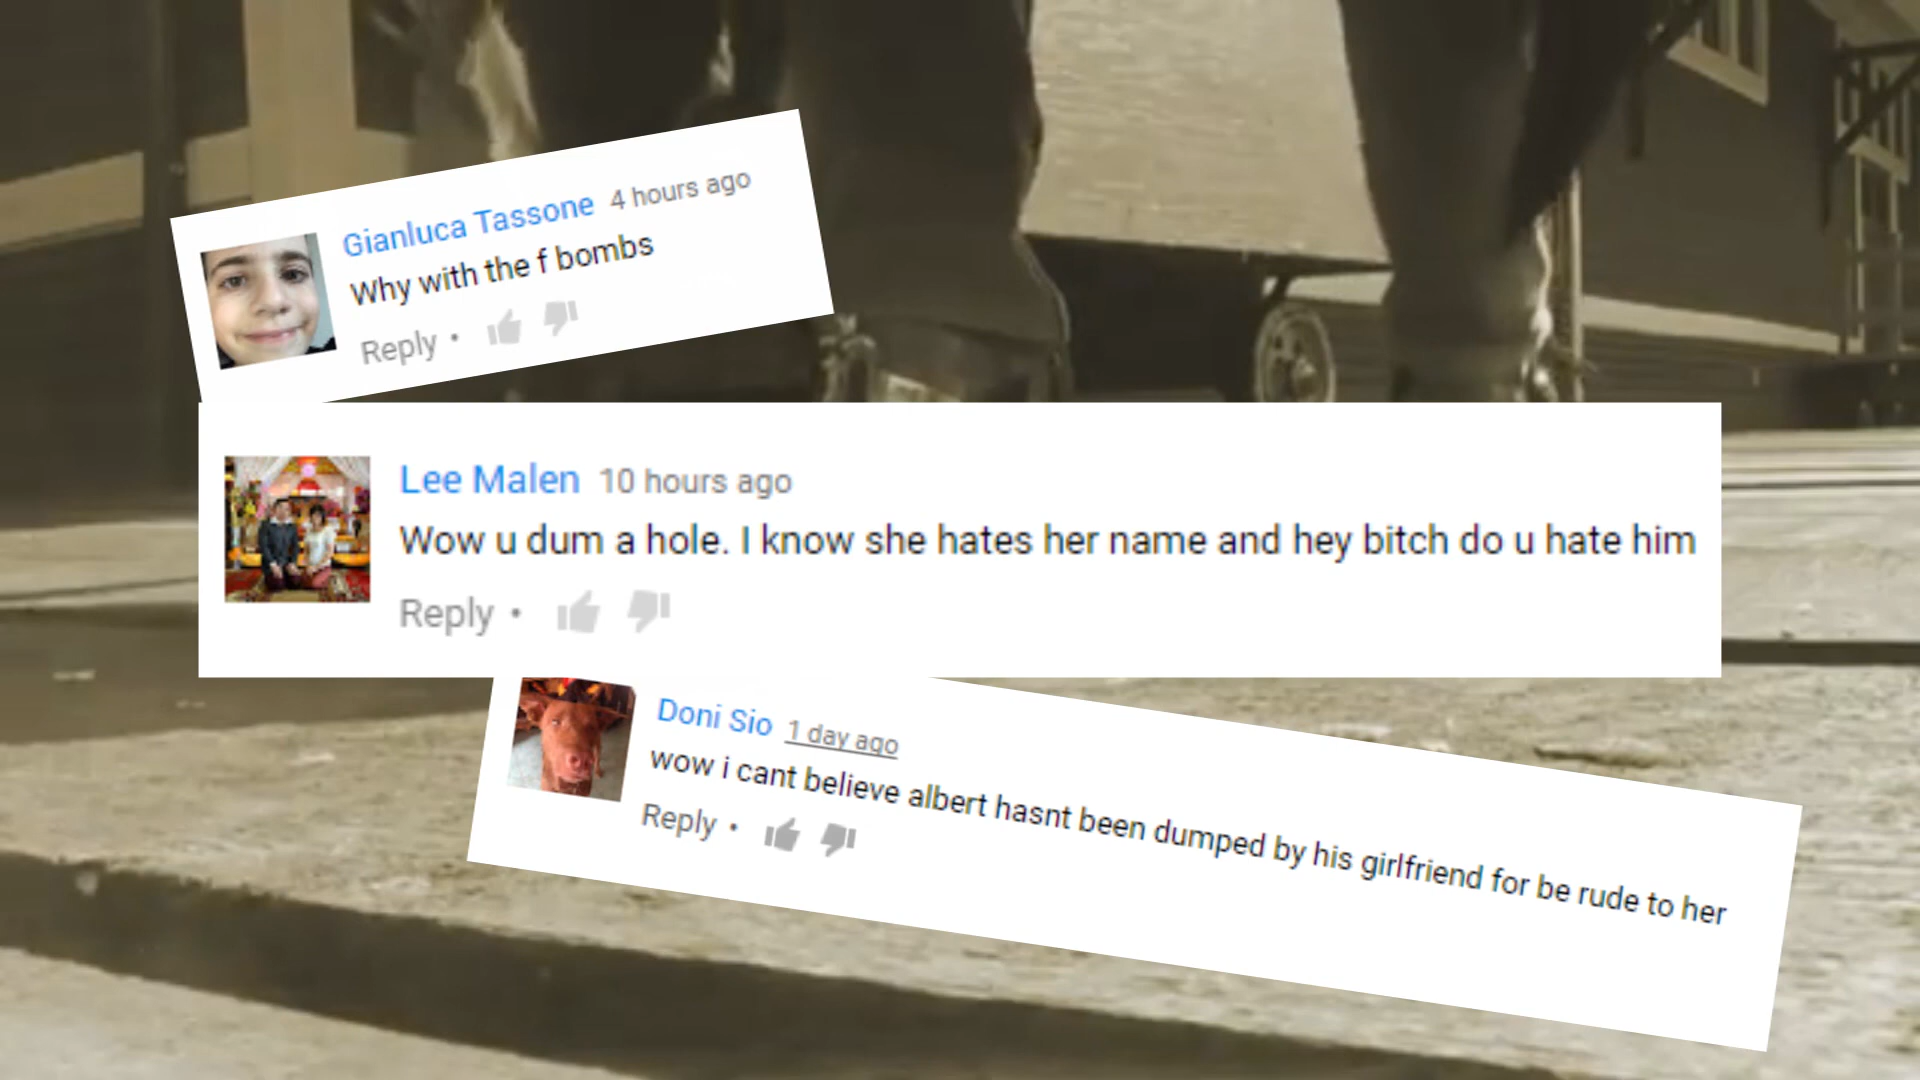 Gianluca Tassone 4 hours ago
Why with the f bombs
Reply •
Lee Malen 10 hours ago
Wow u dum a hole. I know she hates her name and hey bitch do u hate him
Reply •
Doni Sio 1 day ago
wow i cant believe albert hasnt been dumped by his girlfriend for be rude to her
Reply •